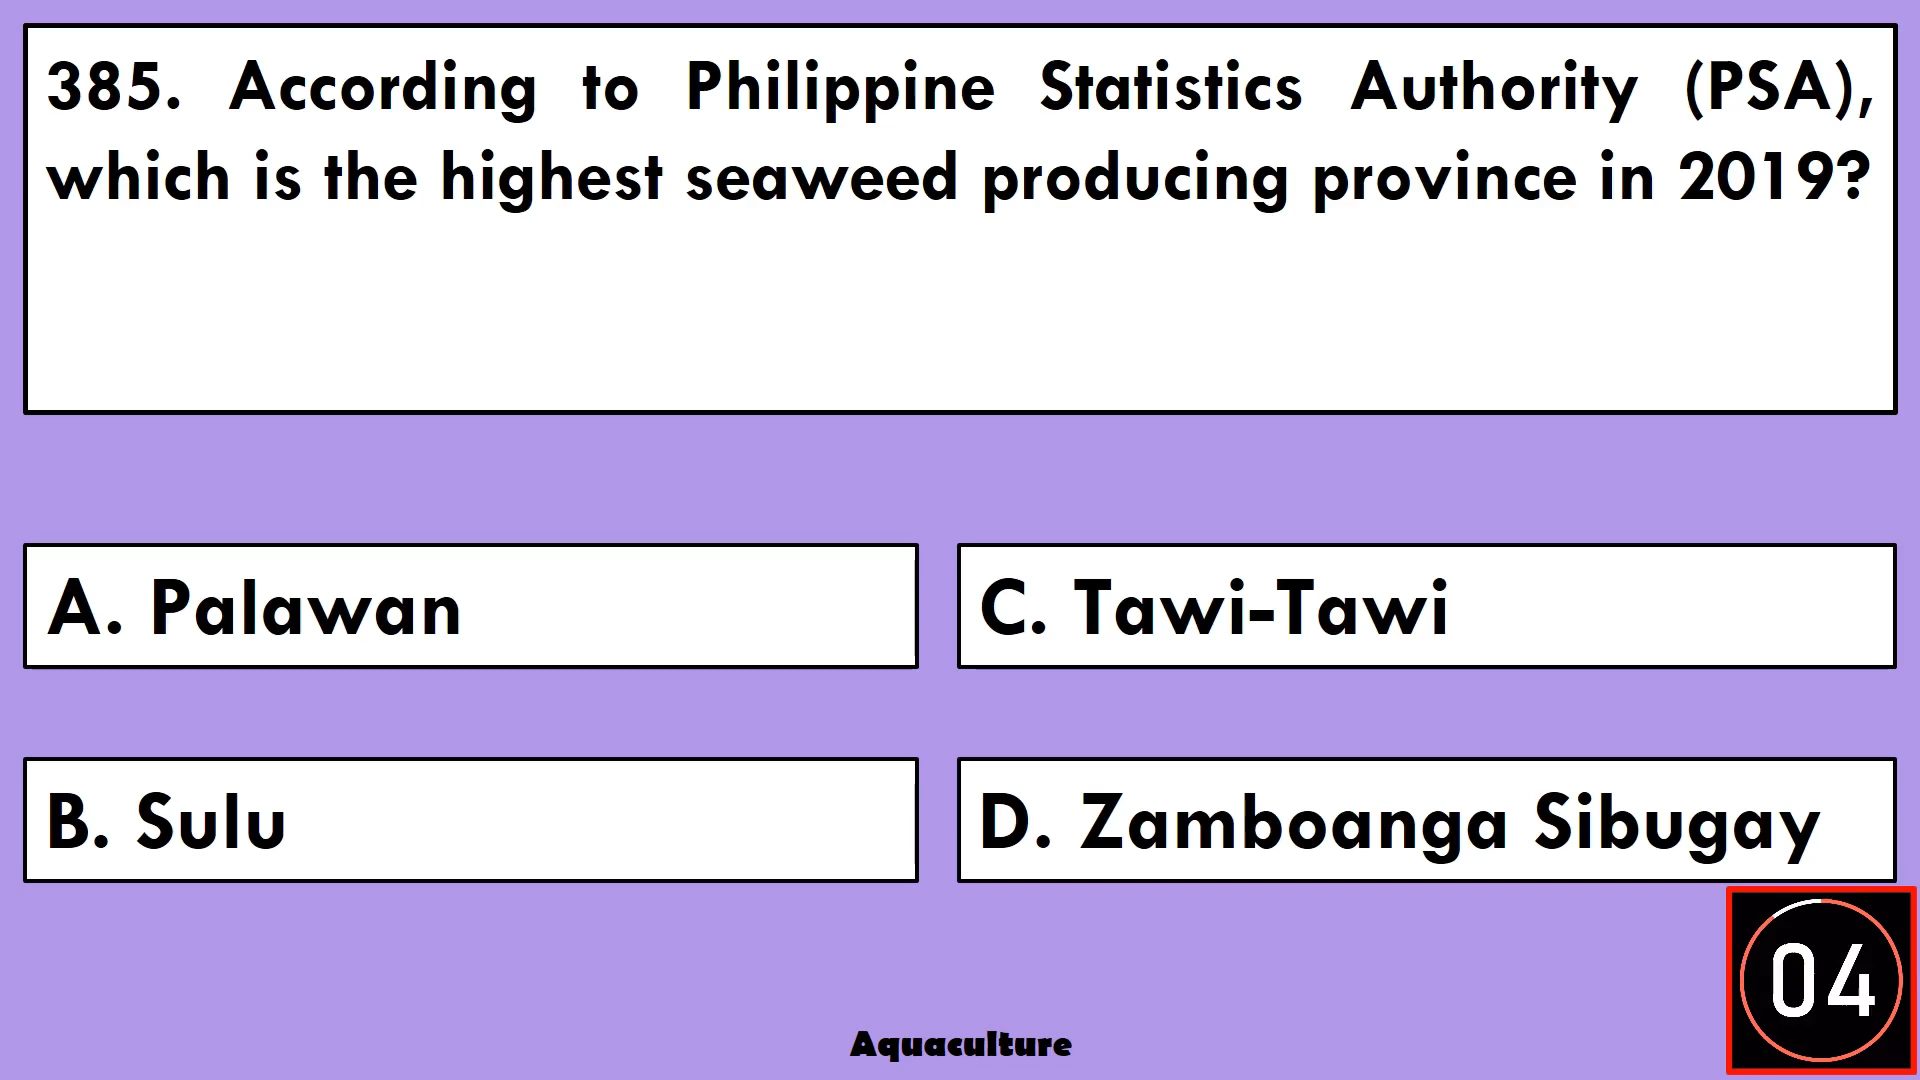 385. According to Philippine Statistics Authority (PSA),
which is the highest seaweed producing province in 2019?
A. Palawan
C. Tawi-Tawi
B. Sulu
D. Zamboanga Sibugay
04
Aquaculture